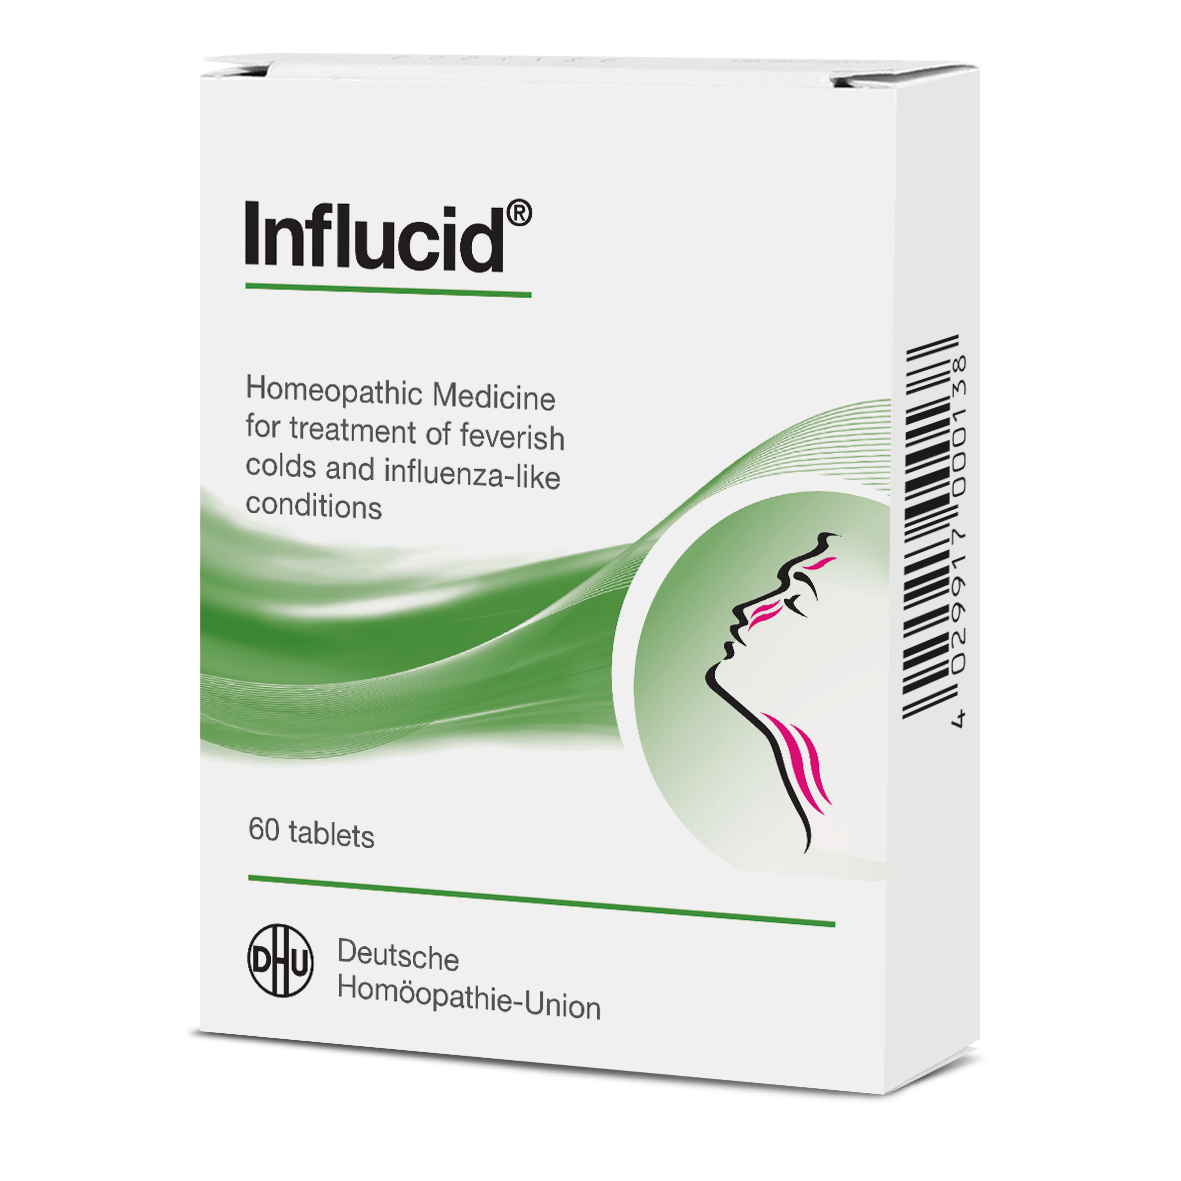 Influcid®
Homeopathic Medicine
for treatment of feverish
colds and influenza-like
conditions
60 tablets
DHU
Deutsche
Homöopathie-Union
4 029917 000138